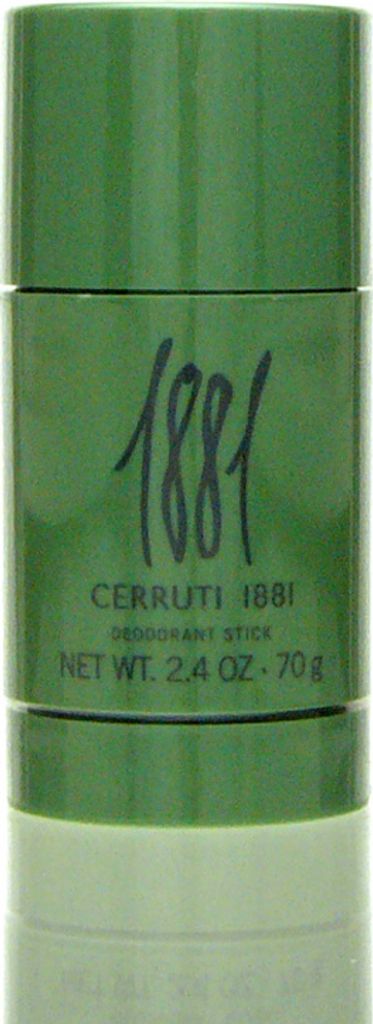 1881
CERRUTI 1881
DEODORANT STICK
NET WT. 2.4 OZ · 70 g